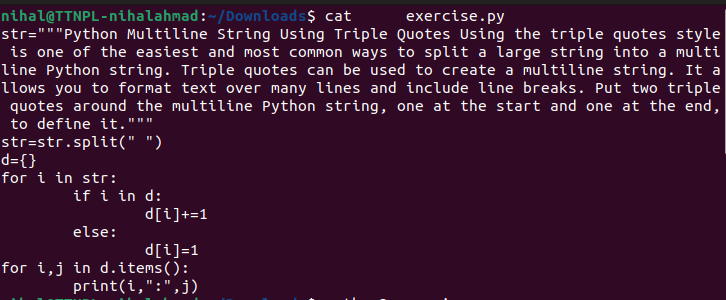 nihal@TTNPL-nihalahmad:~/Downloads$ cat      exercise.py
str="""Python Multiline String Using Triple Quotes Using the triple quotes style
 is one of the easiest and most common ways to split a large string into a multi
line Python string. Triple quotes can be used to create a multiline string. It a
llows you to format text over many lines and include line breaks. Put two triple
 quotes around the multiline Python string, one at the start and one at the end,
 to define it."""
str=str.split(" ")
d={}
for i in str:
        if i in d:
                d[i]+=1
        else:
                d[i]=1
for i,j in d.items():
        print(i,":",j)